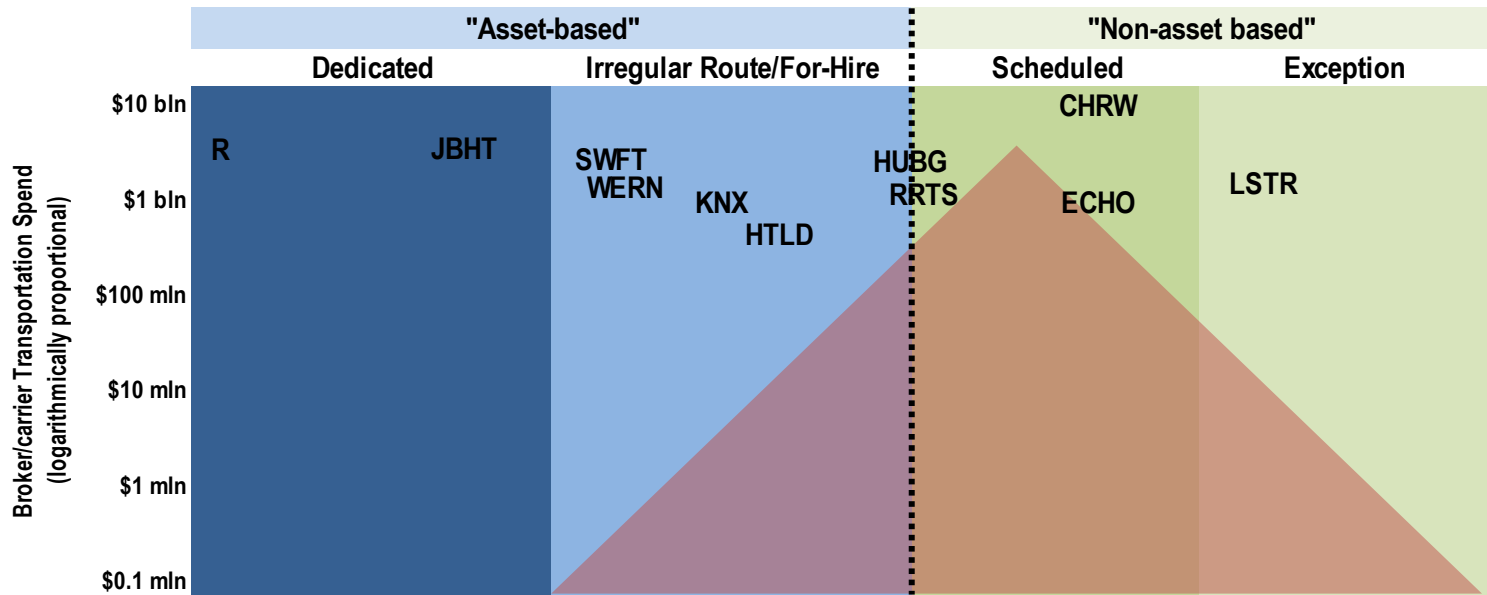 "Asset-based" "Non-asset based"
Dedicated Irregular Route/For-Hire Scheduled Exception
Broker/carrier Transportation Spend
(logarithmically proportional)
$10 bln
$1 bln
$100 mln
$10 mln
$1 mln
$0.1 mln
CHRW
R JBHT SWFT HUBG
WERN RRTS LSTR
KNX ECHO
HTLD